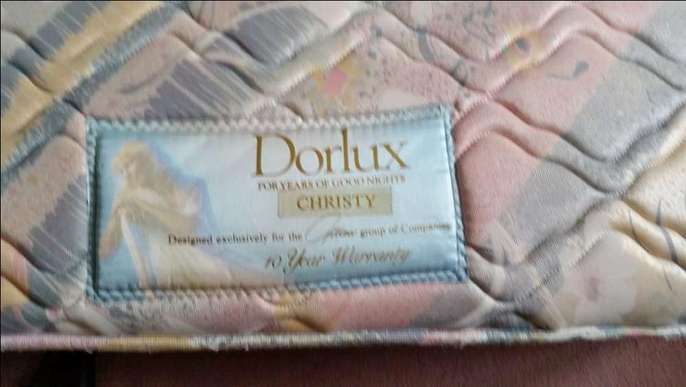 Dorlux
FOR YEARS OF GOOD NIGHTS
CHRISTY
Designed exclusively for the group of Companies
10 Year Warranty